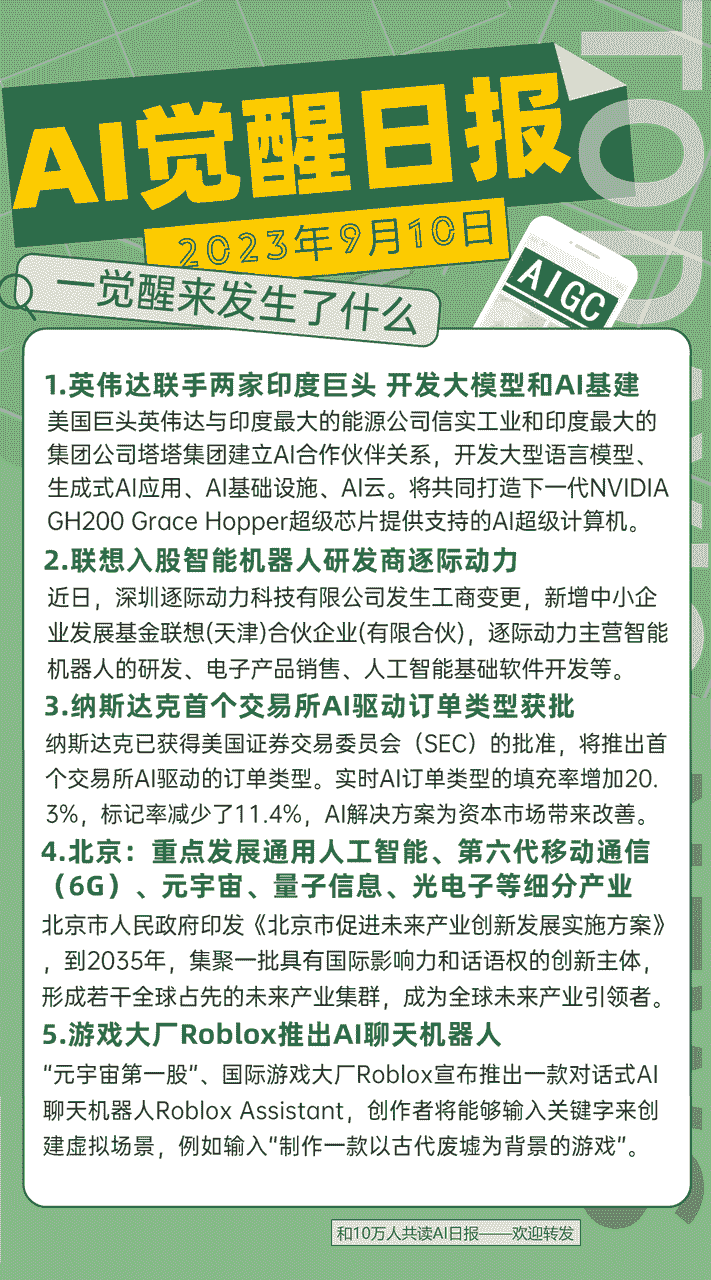 AI觉醒日报
2023年9月10日
一觉醒来发生了什么
AIGC
1.英伟达联手两家印度巨头 开发大模型和AI基建
美国巨头英伟达与印度最大的能源公司信实工业和印度最大的
集团公司塔塔集团建立AI合作伙伴关系，开发大型语言模型、
生成式AI应用、AI基础设施、AI云。将共同打造下一代NVIDIA
GH200 Grace Hopper超级芯片提供支持的AI超级计算机。
2.联想入股智能机器人研发商逐际动力
近日，深圳逐际动力科技有限公司发生工商变更，新增中小企
业发展基金联想(天津)合伙企业(有限合伙)，逐际动力主营智能
机器人的研发、电子产品销售、人工智能基础软件开发等。
3.纳斯达克首个交易所AI驱动订单类型获批
纳斯达克已获得美国证券交易委员会（SEC）的批准，将推出首
个交易所AI驱动的订单类型。实时AI订单类型的填充率增加20.
3%，标记率减少了11.4%，AI解决方案为资本市场带来改善。
4.北京：重点发展通用人工智能、第六代移动通信
（6G）、元宇宙、量子信息、光电子等细分产业
北京市人民政府印发《北京市促进未来产业创新发展实施方案》
，到2035年，集聚一批具有国际影响力和话语权的创新主体，
形成若干全球占先的未来产业集群，成为全球未来产业引领者。
5.游戏大厂Roblox推出AI聊天机器人
“元宇宙第一股”、国际游戏大厂Roblox宣布推出一款对话式AI
聊天机器人Roblox Assistant，创作者将能够输入关键字来创
建虚拟场景，例如输入“制作一款以古代废墟为背景的游戏”。
和10万人共读AI日报——欢迎转发